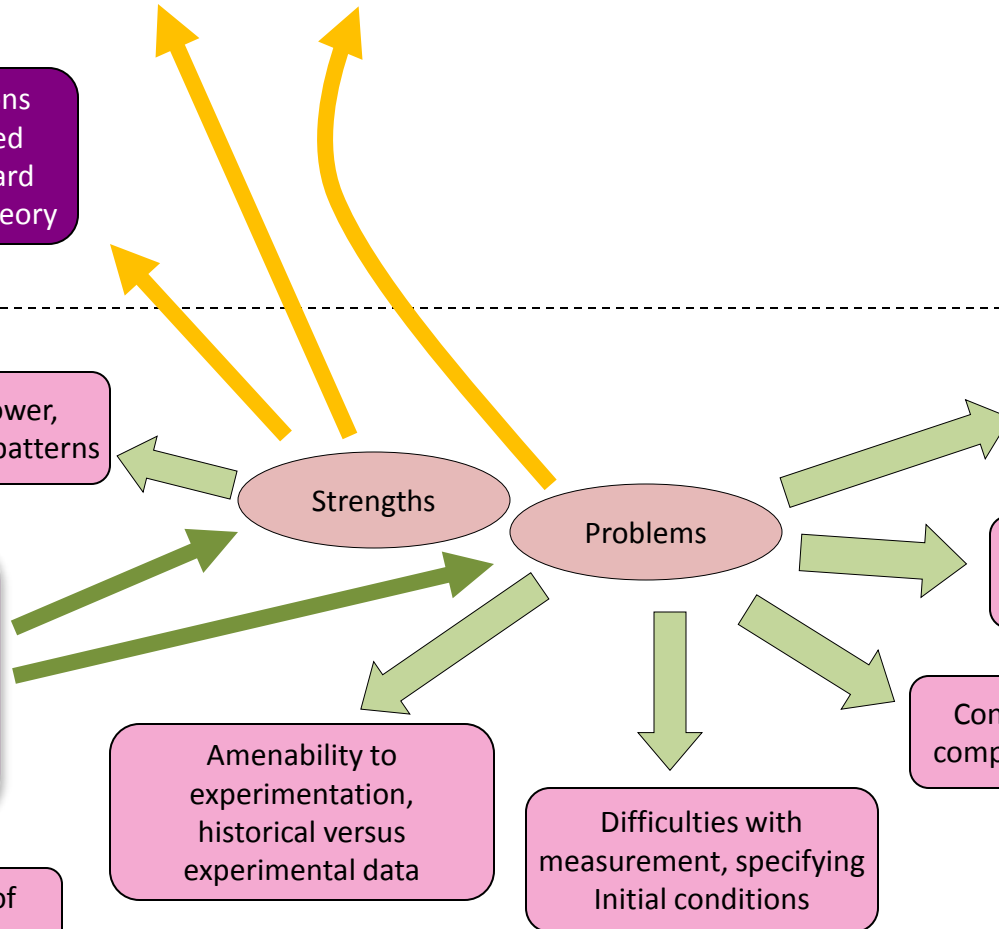 ns
ed
ard
eory
ower,
patterns
Strengths
Problems
Amenability to
experimentation,
historical versus
experimental data
Difficulties with
measurement, specifying
Initial conditions
Con
comp
of